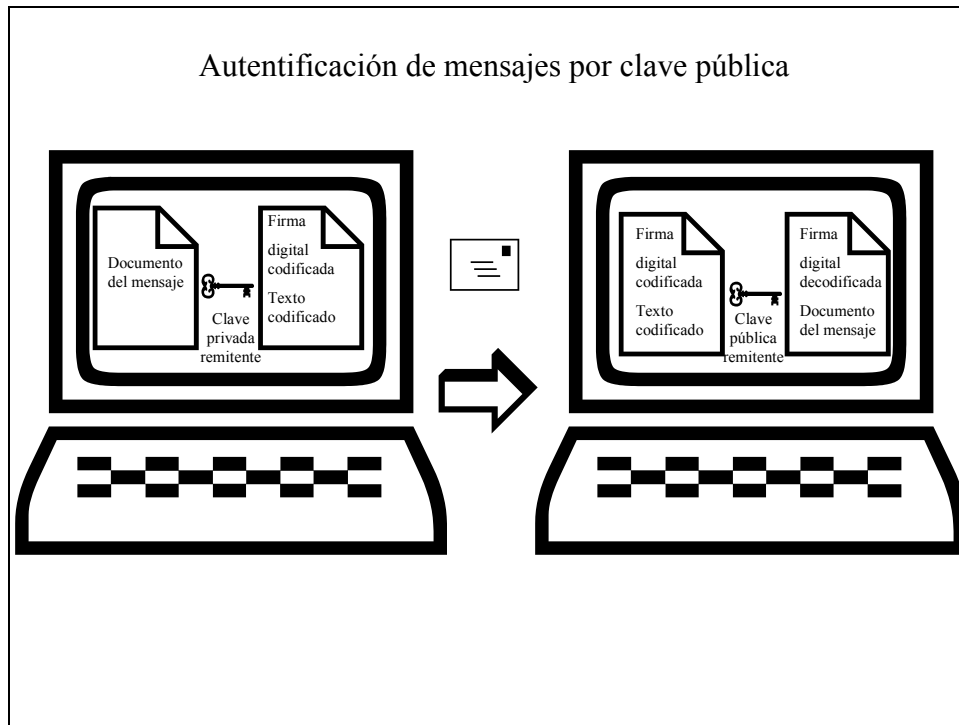 Autentificación de mensajes por clave pública
Documento
del mensaje
Clave
privada
remitente
Firma
digital
codificada
Texto
codificado
Firma
digital
codificada
Texto
codificado
Clave
pública
remitente
Firma
digital
decodificada
Documento
del mensaje